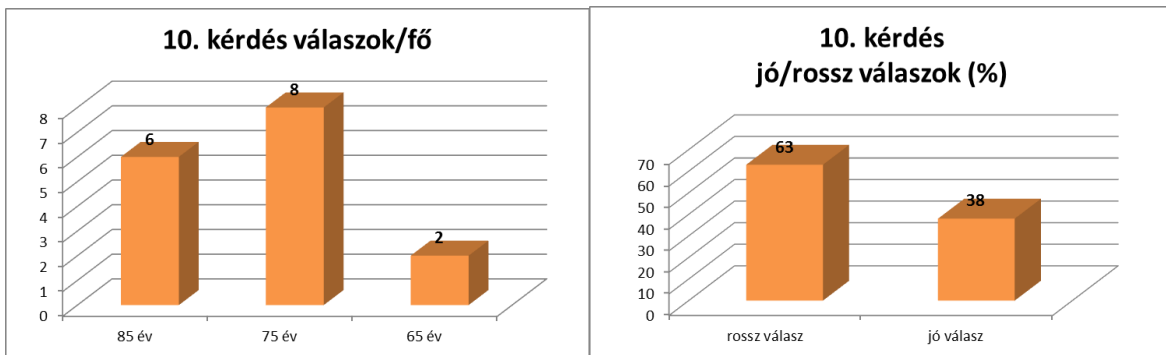 10. kérdés válaszok/fő
8
7
6
5
4
3
2
1
0
6
8
2
85 év
75 év
65 év
10. kérdés
jó/rossz válaszok (%)
70
60
50
40
30
20
10
0
63
38
rossz válasz
jó válasz